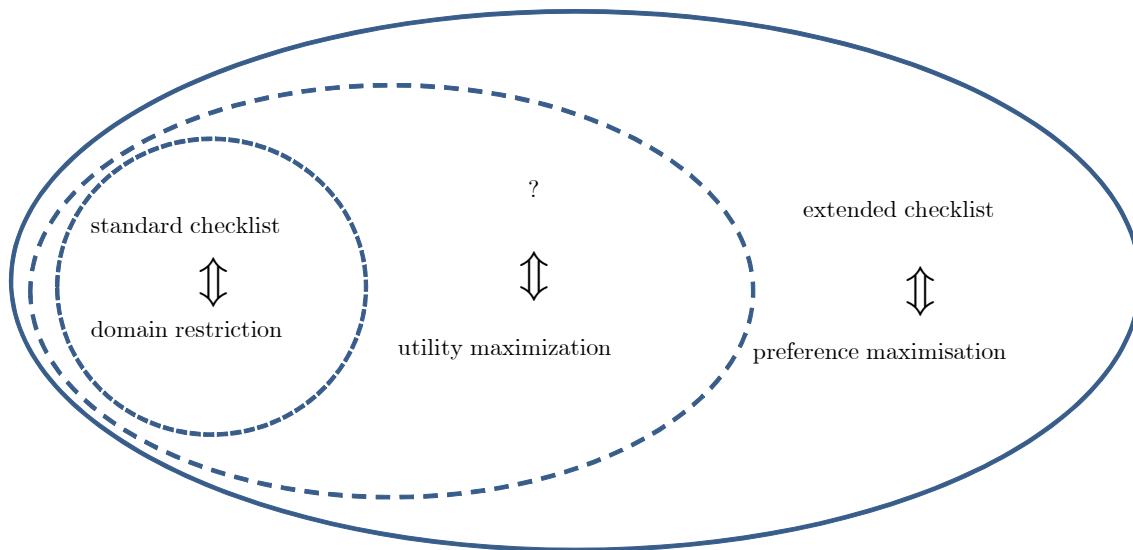 standard checklist
⇕
domain restriction
?
⇕
utility maximization
extended checklist
⇕
preference maximisation